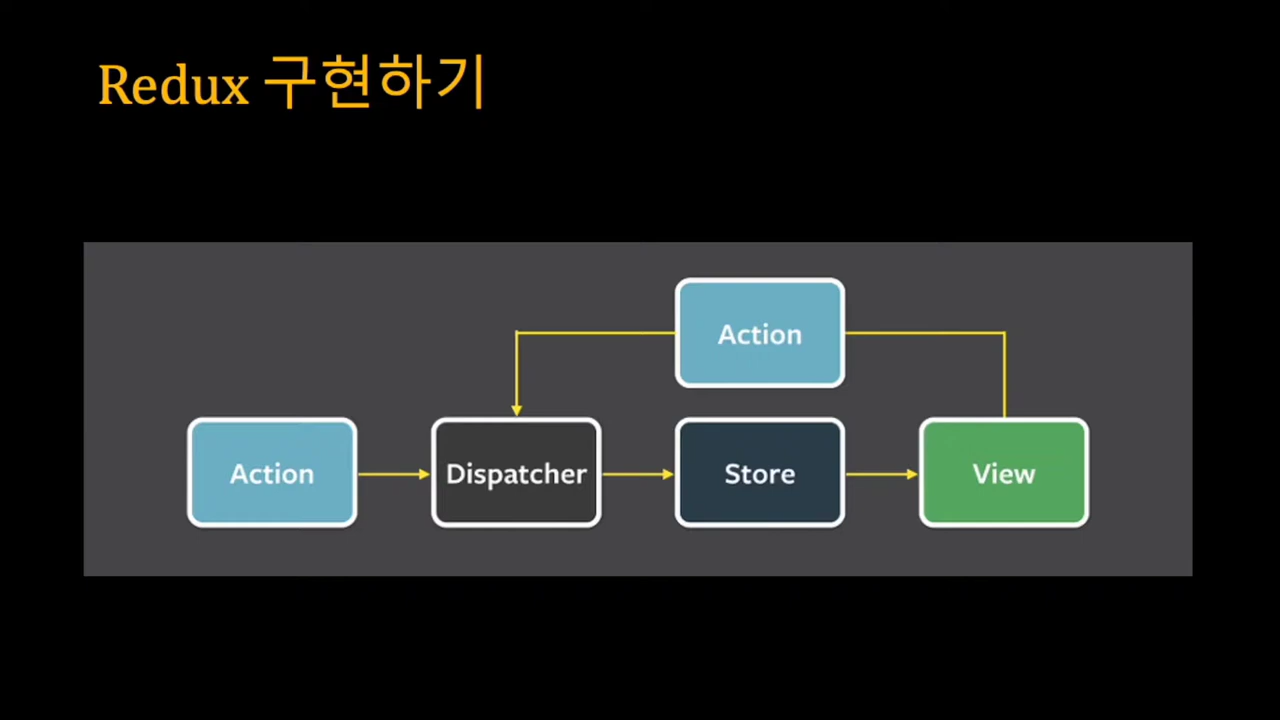 Redux 구현하기
Action
Action
Dispatcher
Store
View